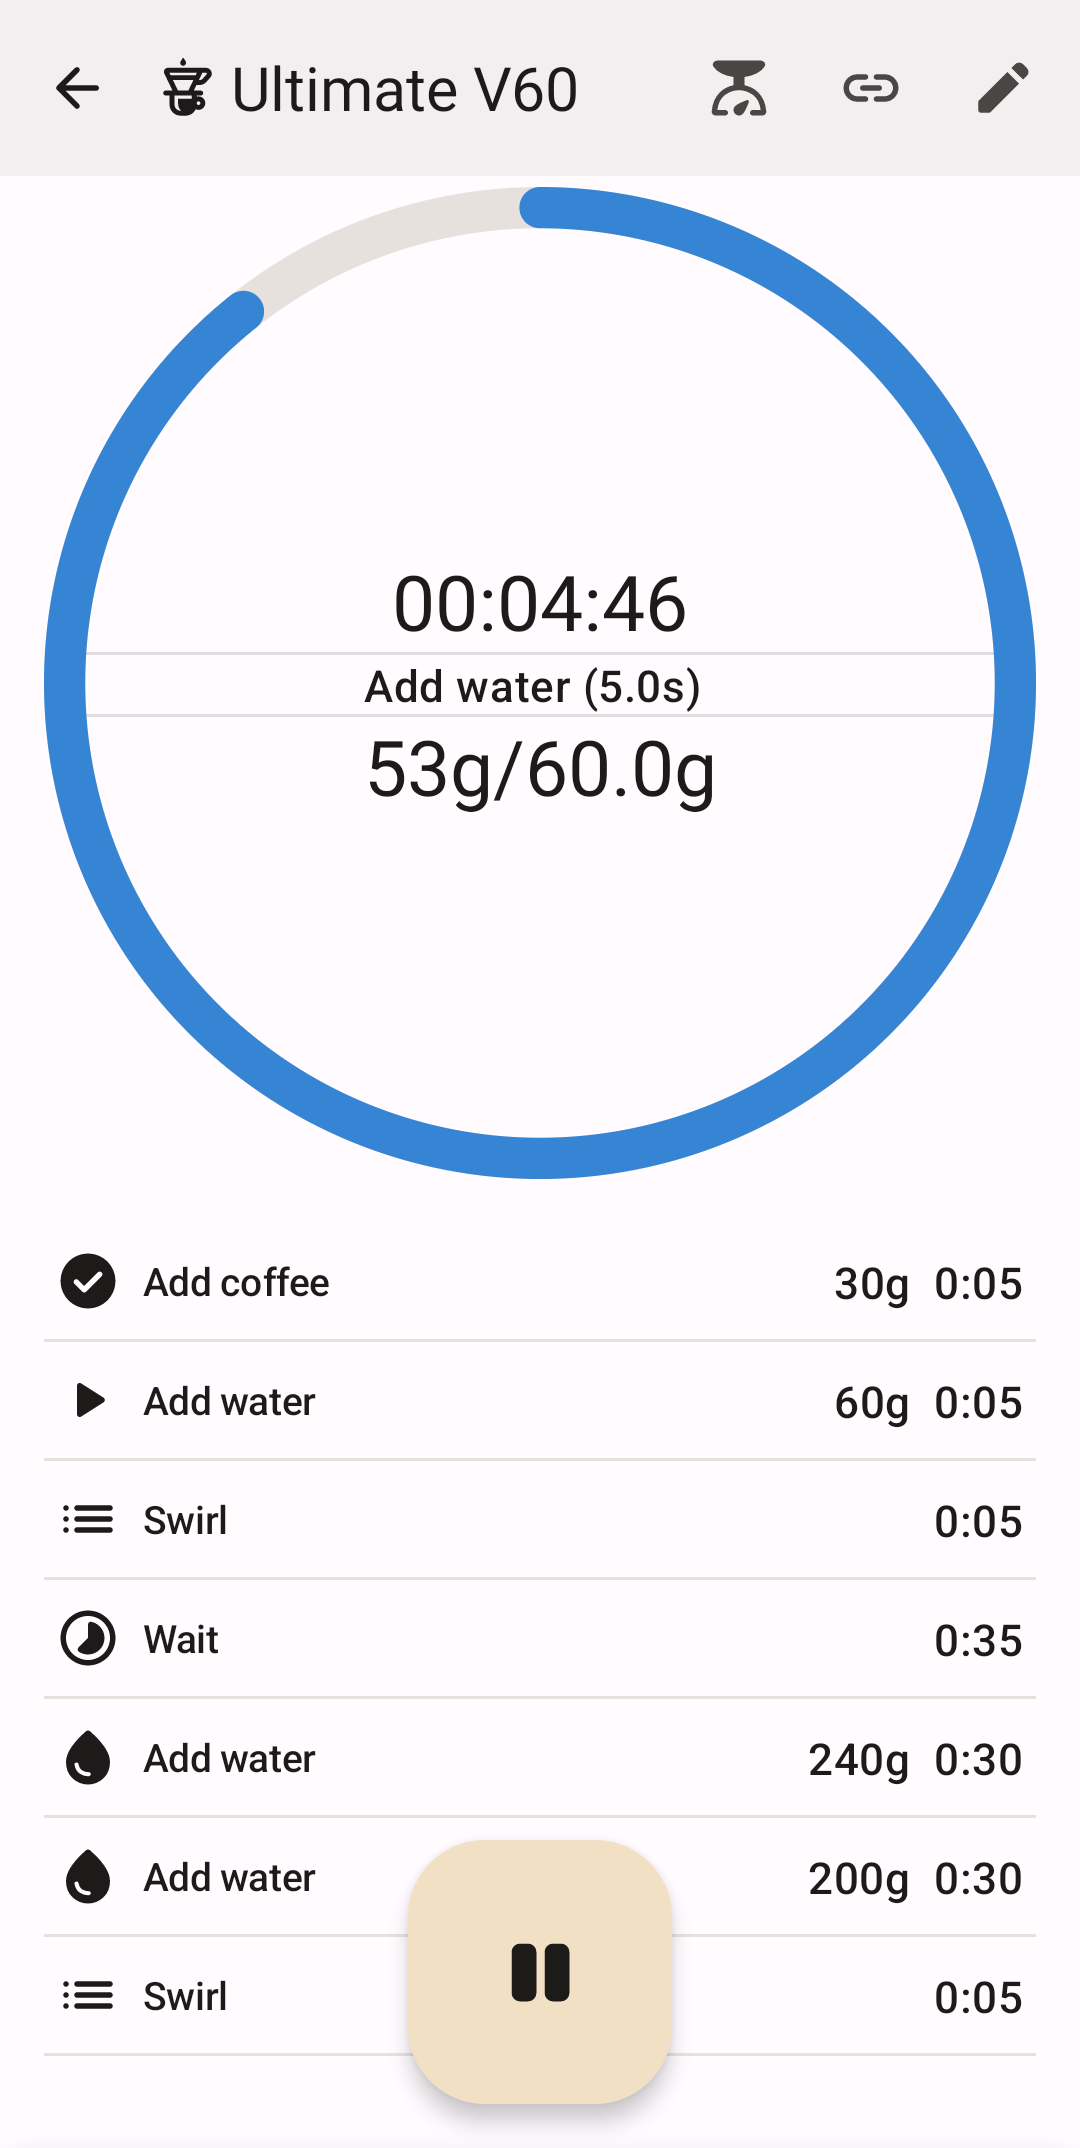 Ultimate V60
00:04:46
Add water (5.0s)
53g/60.0g
Add coffee 30g 0:05
Add water 60g 0:05
Swirl 0:05
Wait 0:35
Add water 240g 0:30
Add water 200g 0:30
Swirl 0:05